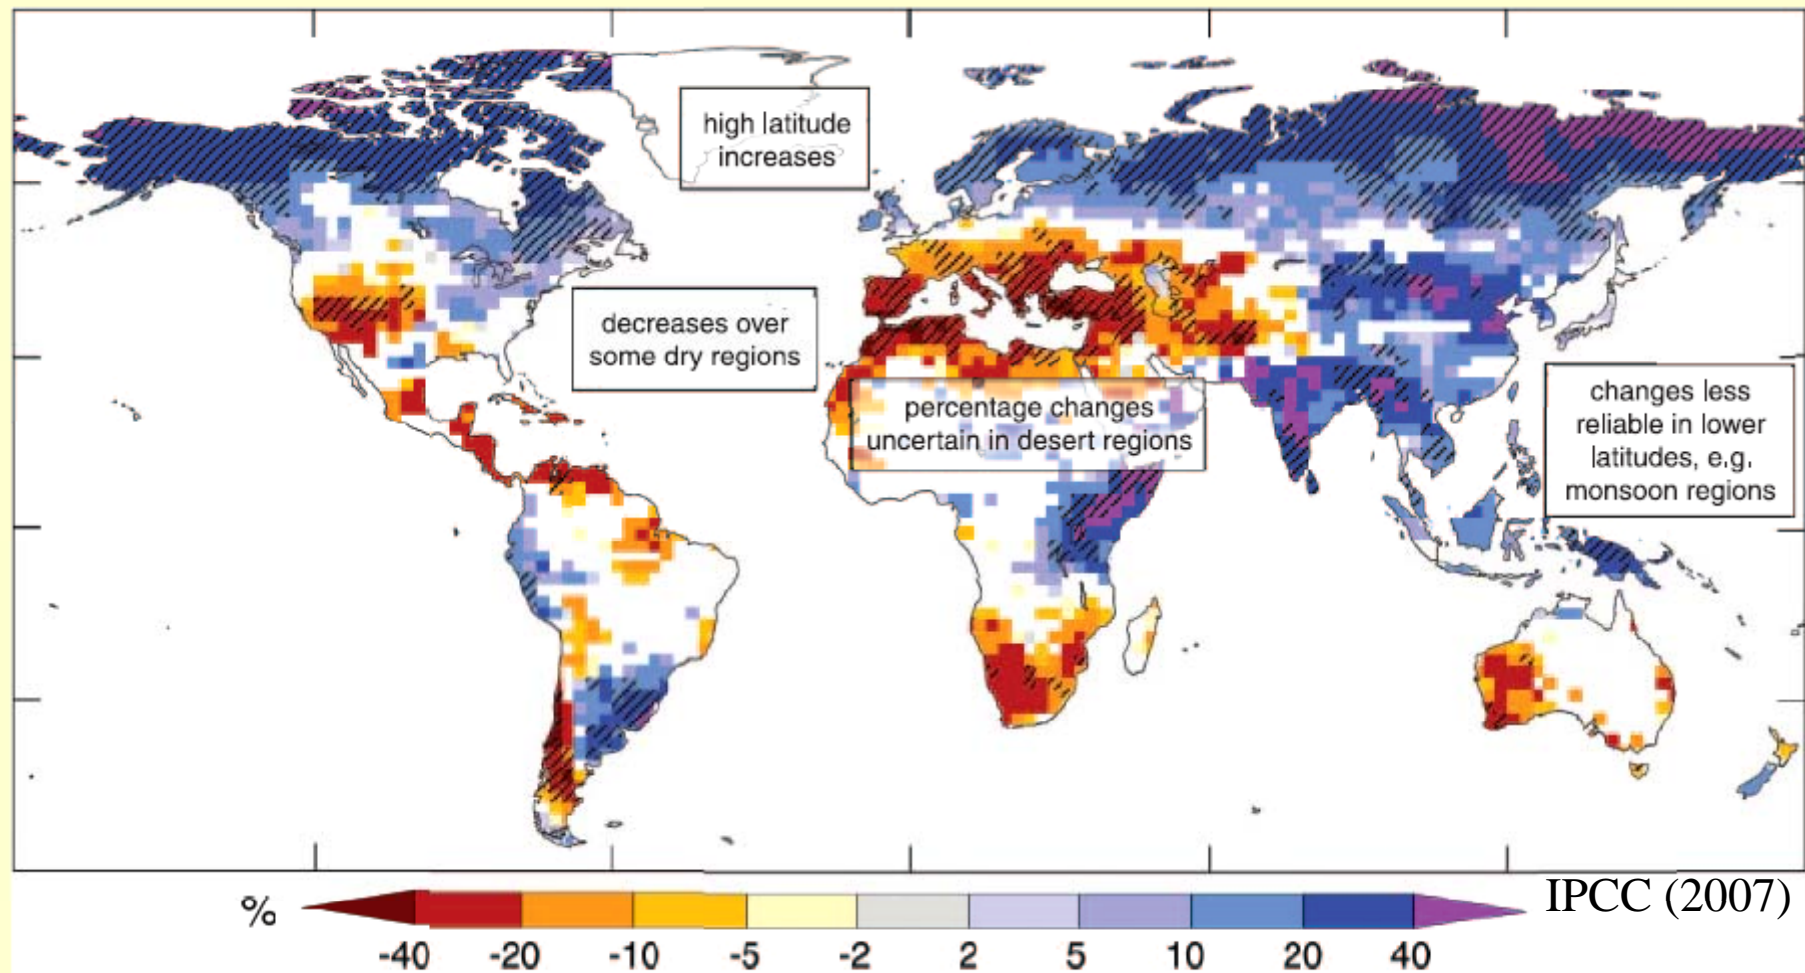 high latitude
increases
decreases over
some dry regions
percentage changes
uncertain in desert regions
changes less
reliable in lower
latitudes, e.g.
monsoon regions
IPCC (2007)
%
-40 -20 -10 -5 -2 2 5 10 20 40